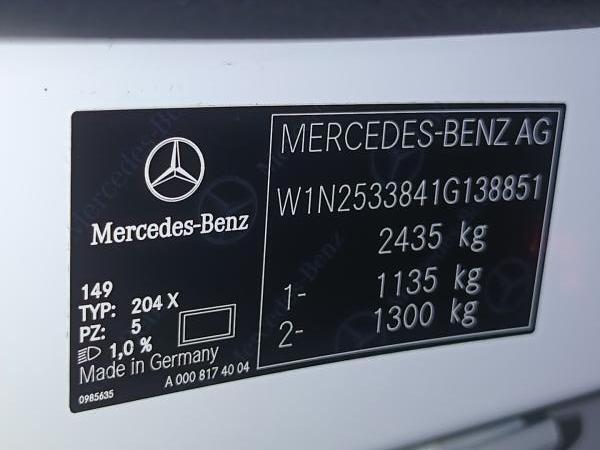 Mercedes-Benz
149
TYP: 204 X
PZ: 5
1,0 %
Made in Germany
A 000 817 40 04
0985635
MERCEDES-BENZ AG
W1N2533841G138851
2435 kg
1- 1135 kg
2- 1300 kg